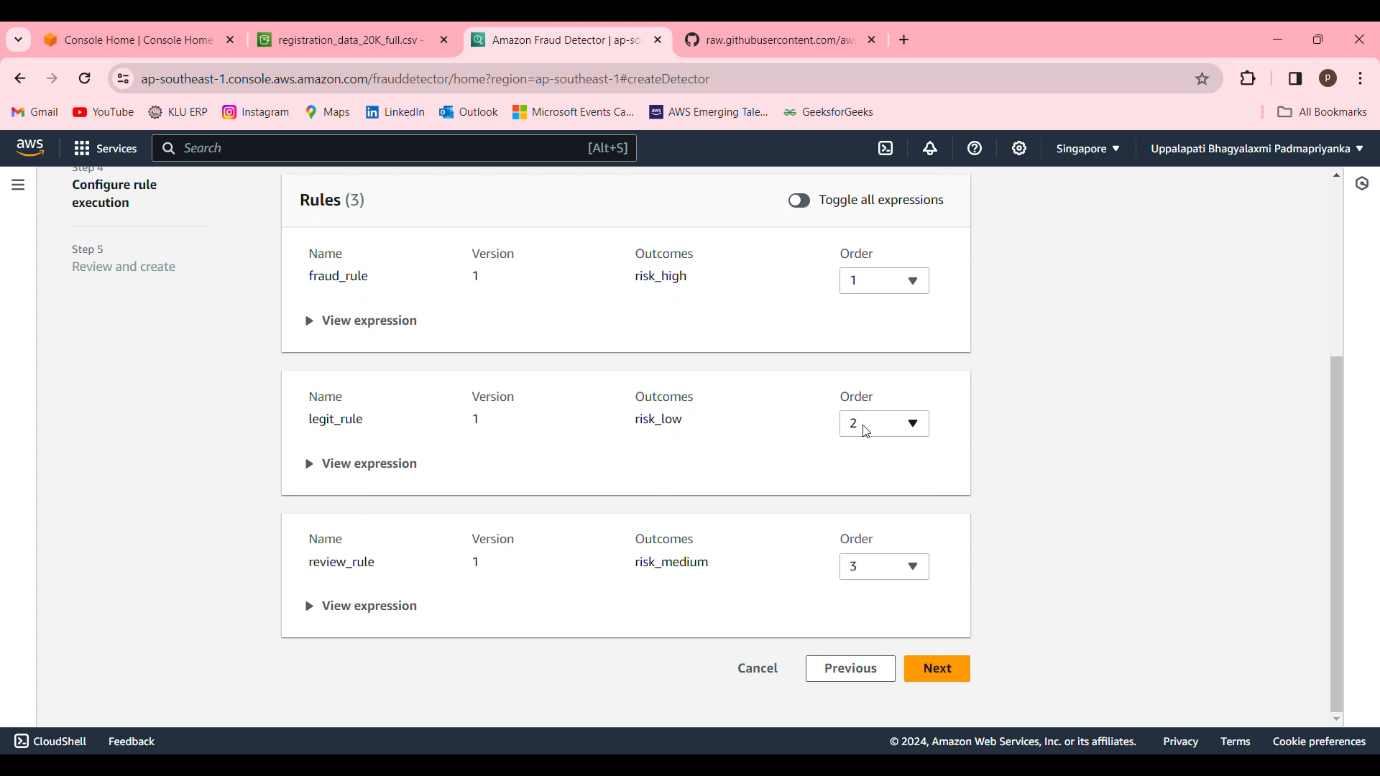 Console Home | Console Home
registration_data_20K_full.csv -
Amazon Fraud Detector | ap-so
raw.githubusercontent.com/aw
ap-southeast-1.console.aws.amazon.com/frauddetector/home?region=ap-southeast-1#createDetector
P
Gmail
YouTube
KLU ERP
Instagram
Maps
LinkedIn
Outlook
Microsoft Events Ca...
AWS Emerging Tale...
GeeksforGeeks
All Bookmarks
aws
Services
Search
[Alt+S]
Singapore
Uppalapati Bhagyalaxmi Padmapriyanka
Step 4
Configure rule
execution
Step 5
Review and create
Rules (3)
Toggle all expressions
Name Version Outcomes Order
fraud_rule 1 risk_high 1
View expression
Name Version Outcomes Order
legit_rule 1 risk_low 2
View expression
Name Version Outcomes Order
review_rule 1 risk_medium 3
View expression
Cancel Previous Next
CloudShell Feedback © 2024, Amazon Web Services, Inc. or its affiliates. Privacy Terms Cookie preferences